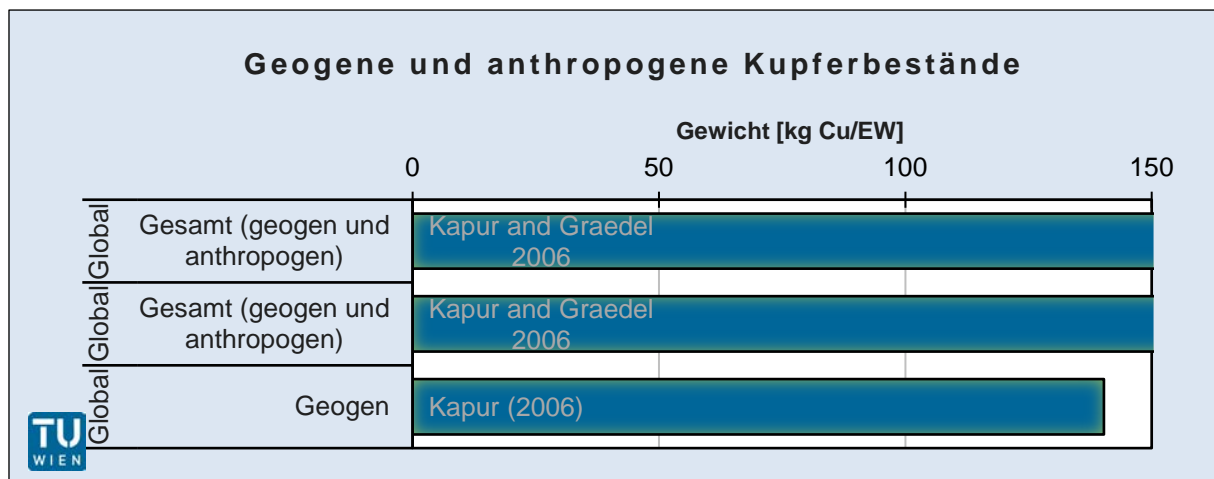 Geogene und anthropogene Kupferbestände
Gewicht [kg Cu/EW]
0 50 100 150
Global
Gesamt (geogen und
anthropogen)
Kapur and Graedel
2006
Global
Gesamt (geogen und
anthropogen)
Kapur and Graedel
2006
Global
Geogen
Kapur (2006)
TU
WIEN